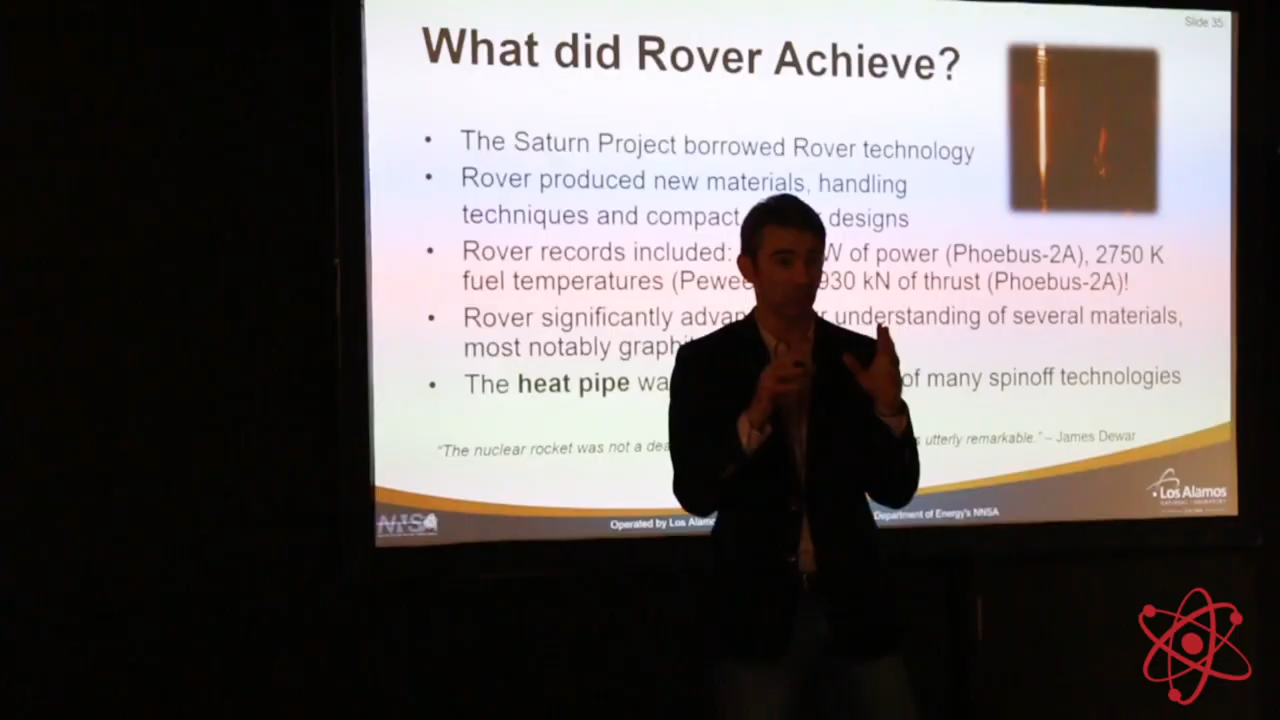 Slide 35
What did Rover Achieve?
• The Saturn Project borrowed Rover technology
• Rover produced new materials, handling
techniques and compact designs
• Rover records included: W of power (Phoebus-2A), 2750 K
fuel temperatures (Pewee 930 kN of thrust (Phoebus-2A)!
• Rover significantly understanding of several materials,
most notably
• The heat pipe of many spinoff technologies
"The nuclear rocket was not a utterly remarkable." – James Dewar
Los Alamos
Operated by Los Department of Energy's NNSA